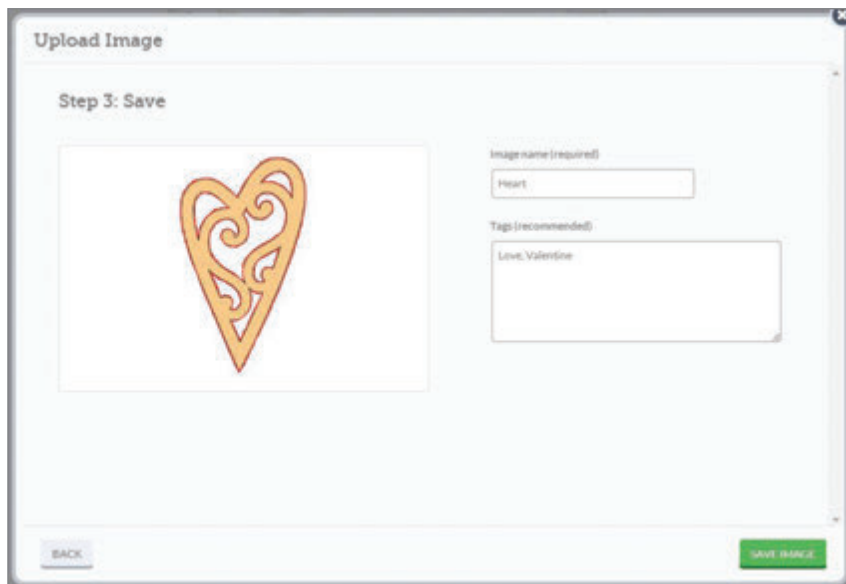 Upload Image
Step 3: Save
Image name (required)
Heart
Tags (recommended)
Love, Valentine
BACK
SAVE IMAGE